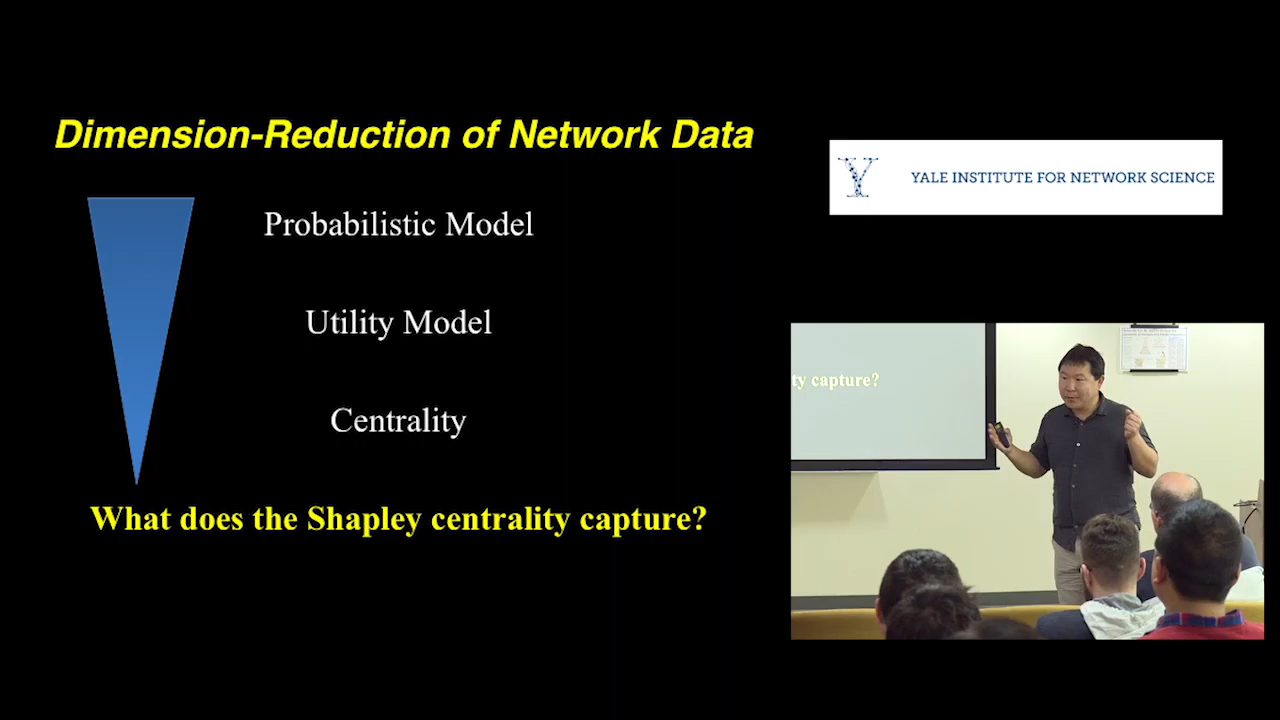 Dimension-Reduction of Network Data
Probabilistic Model
Utility Model
Centrality
What does the Shapley centrality capture?
YALE INSTITUTE FOR NETWORK SCIENCE
ty capture?